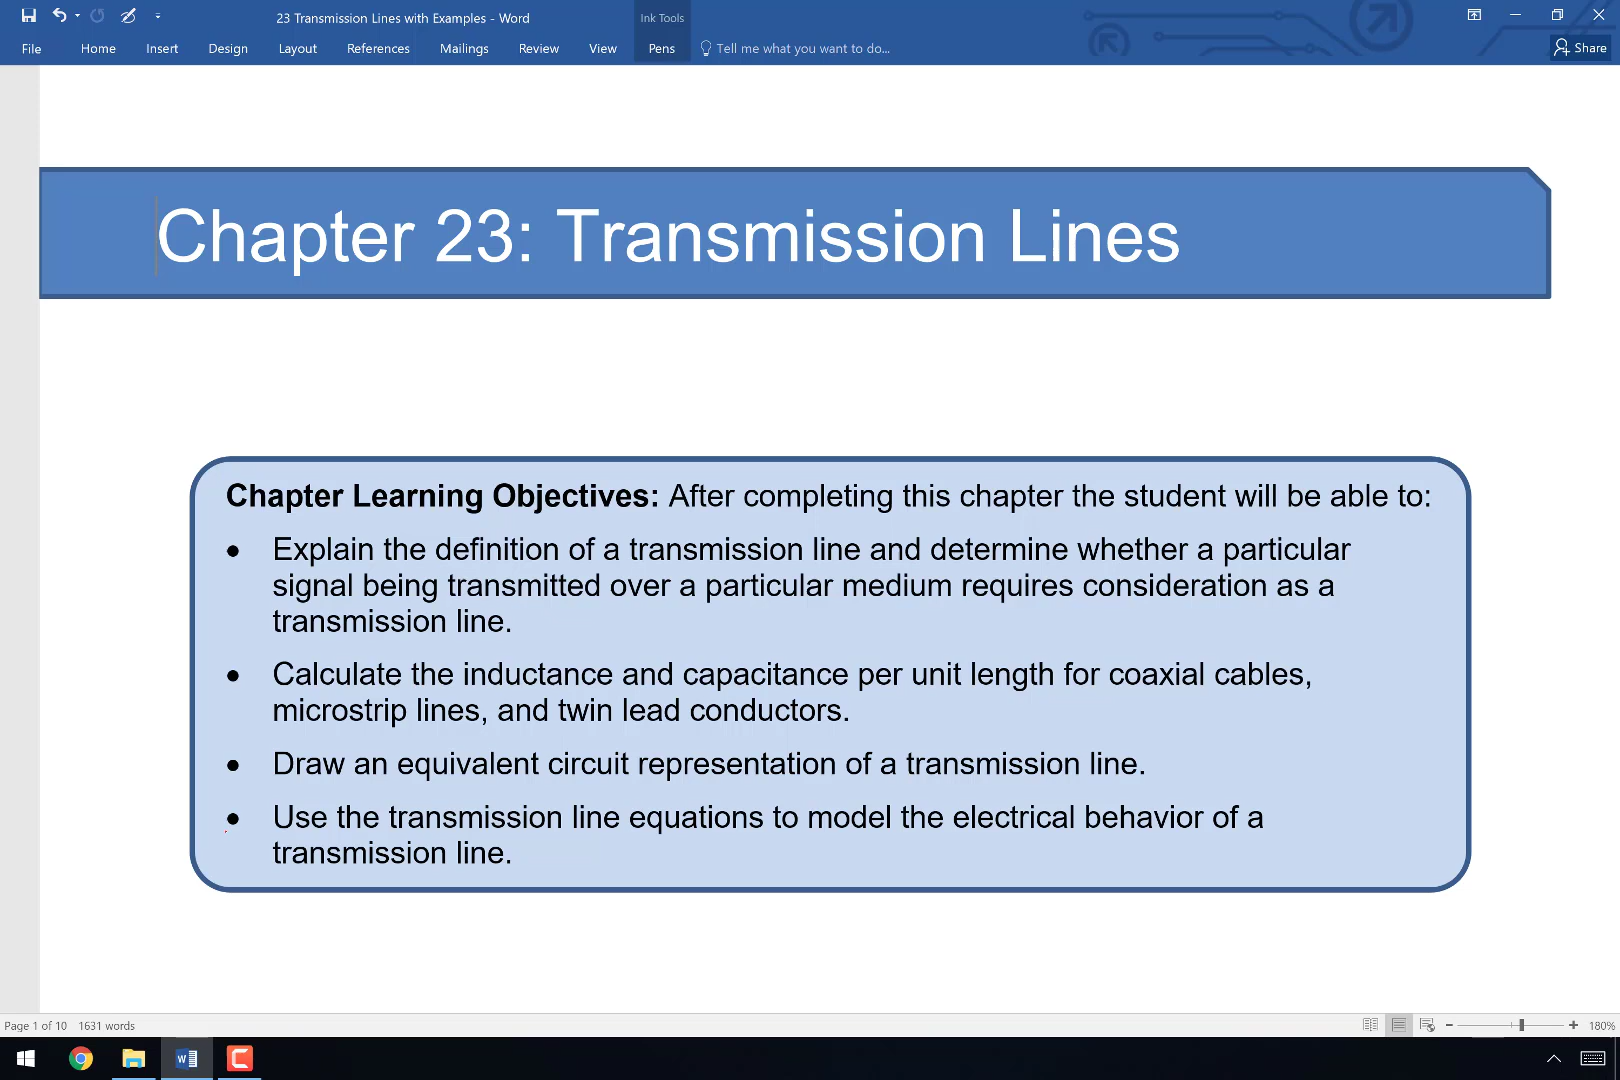 23 Transmission Lines with Examples - Word
Ink Tools
File
Home
Insert
Design
Layout
References
Mailings
Review
View
Pens
Tell me what you want to do...
Share
Chapter 23: Transmission Lines
Chapter Learning Objectives: After completing this chapter the student will be able to:
• Explain the definition of a transmission line and determine whether a particular
signal being transmitted over a particular medium requires consideration as a
transmission line.
• Calculate the inductance and capacitance per unit length for coaxial cables,
microstrip lines, and twin lead conductors.
• Draw an equivalent circuit representation of a transmission line.
• Use the transmission line equations to model the electrical behavior of a
transmission line.
Page 1 of 10
1631 words
180%